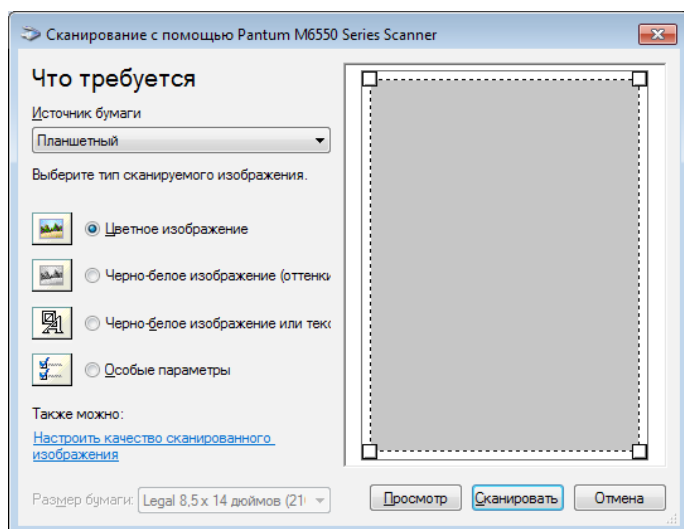 Сканирование с помощью Pantum M6550 Series Scanner
Что требуется
Источник бумаги
Планшетный
Выберите тип сканируемого изображения.
Цветное изображение
Черно-белое изображение (оттенки
Черно-белое изображение или текс
Особые параметры
Также можно:
Настроить качество сканированного
изображения
Размер бумаги: Legal 8,5 x 14 дюймов (21
Просмотр Сканировать Отмена